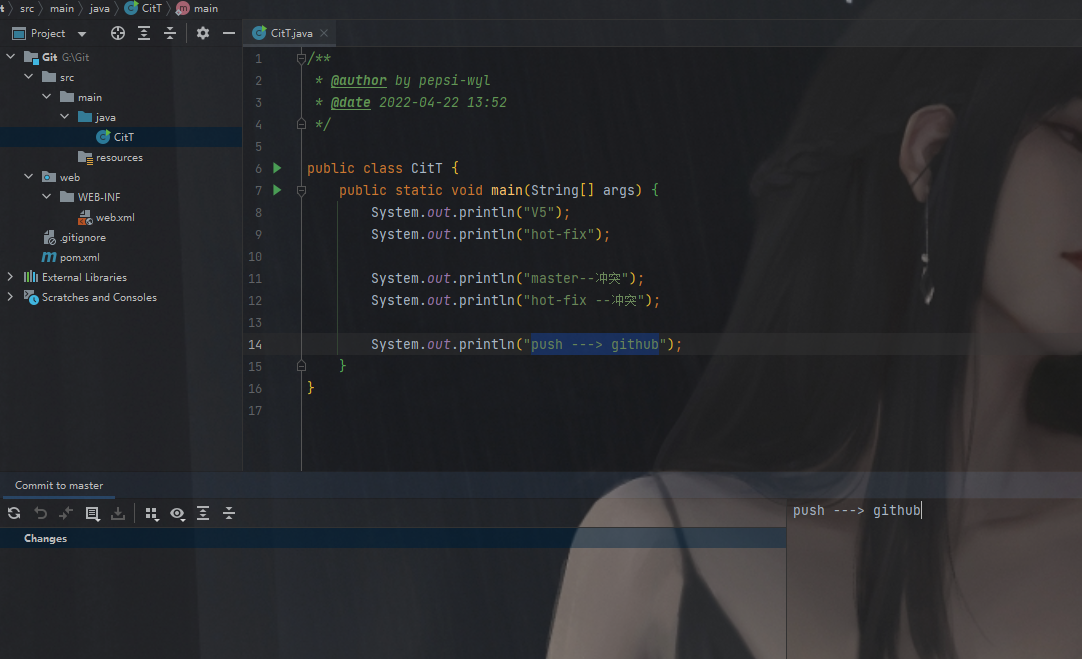 t src main java CitT main
Project
CitT.java
Git G:\Git
src
main
java
CitT
resources
web
WEB-INF
web.xml
.gitignore
pom.xml
External Libraries
Scratches and Consoles
1 /**
2 * @author by pepsi-wyl
3 * @date 2022-04-22 13:52
4 */
5
6 public class CitT {
7 public static void main(String[] args) {
8 System.out.println("V5");
9 System.out.println("hot-fix");
10
11 System.out.println("master--冲突");
12 System.out.println("hot-fix --冲突");
13
14 System.out.println("push ---> github");
15 }
16 }
17
Commit to master
Changes
push ---> github